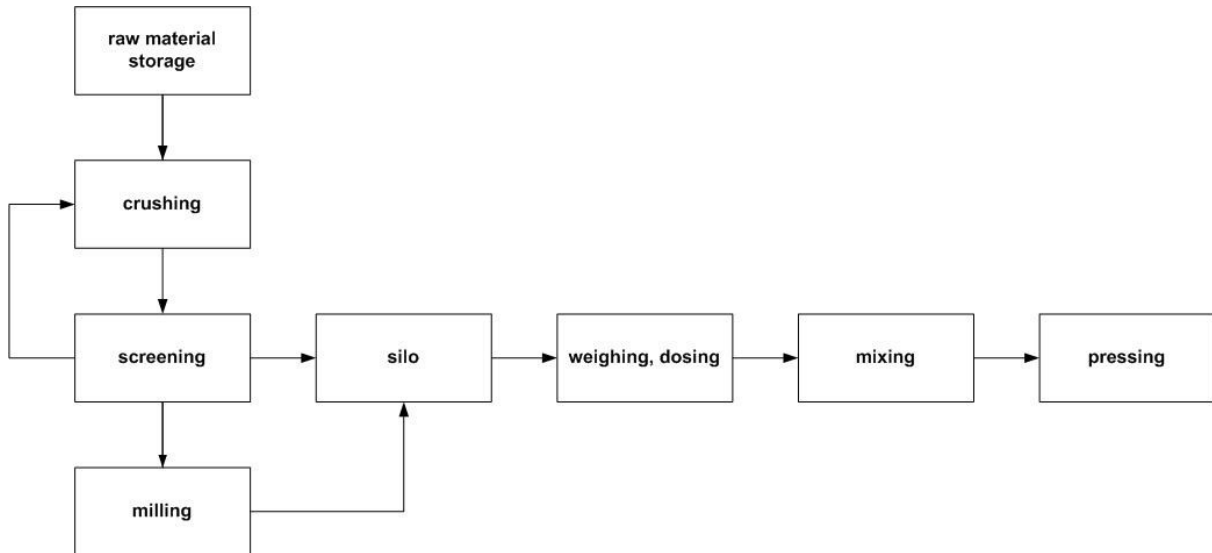 raw material
storage
crushing
screening
silo
weighing, dosing
mixing
pressing
milling